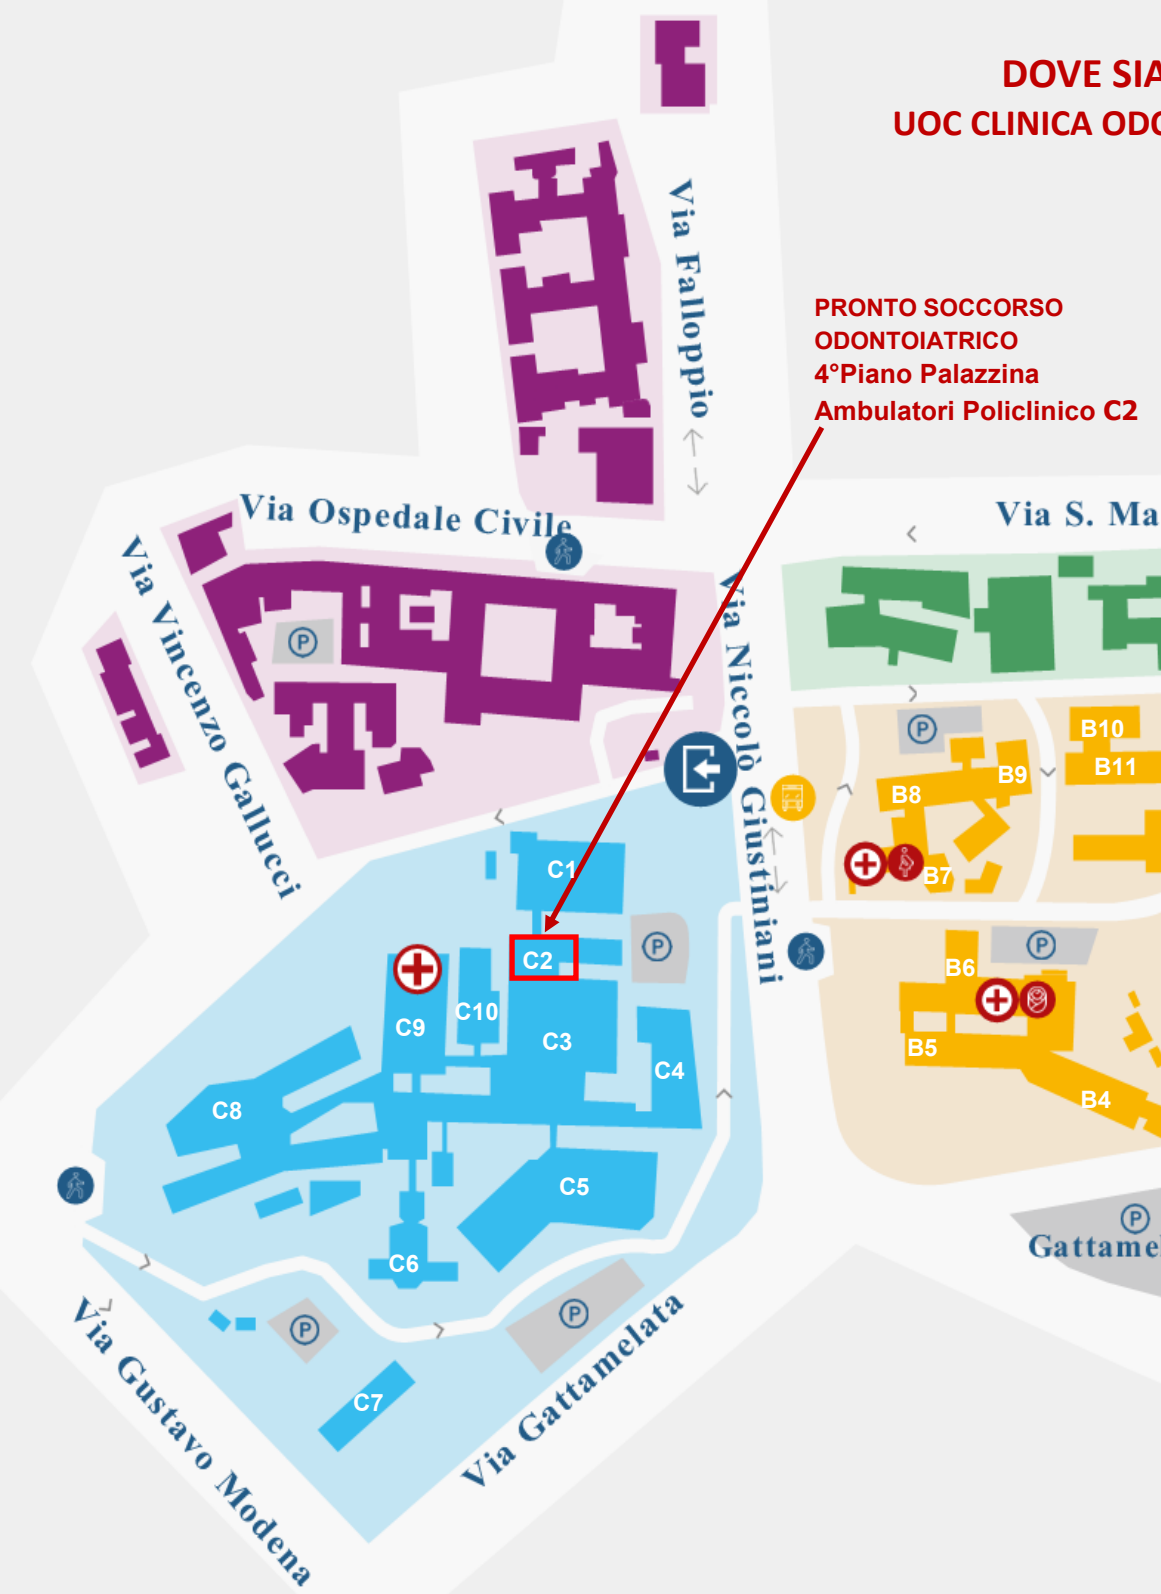 DOVE SIA
UOC CLINICA ODO
Via Falloppio
PRONTO SOCCORSO
ODONTOIATRICO
4°Piano Palazzina
Ambulatori Policlinico C2
Via Ospedale Civile
Via S. Ma
Via Vincenzo Gallucci
Via Niccolò Giustiniani
P
P
B10
B9
B11
B8
B7
C1
P
C2
P
B6
C10
C9
C3
B5
C4
B4
C8
C5
P
Gattamel
C6
P
P
C7
Via Gattamelata
Via Gustavo Modena